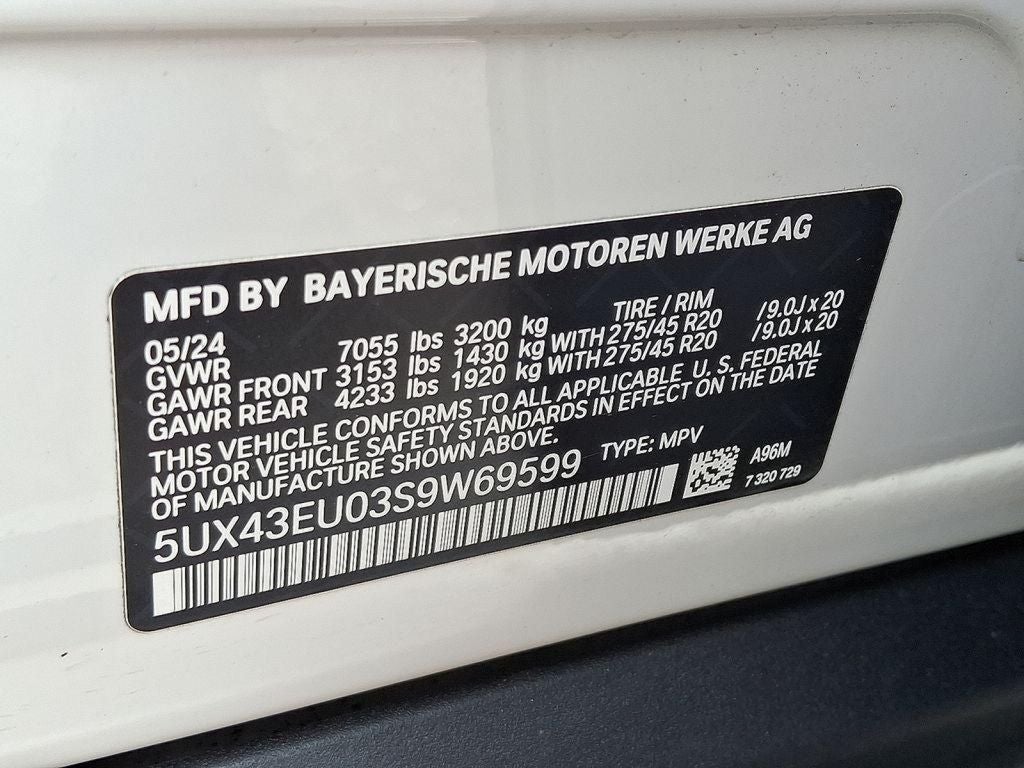 MFD BY BAYERISCHE MOTOREN WERKE AG
05/24 TIRE / RIM
GVWR 7055 lbs 3200 kg
GAWR FRONT 3153 lbs 1430 kg WITH 275/45 R20 /9.0J x 20
GAWR REAR 4233 lbs 1920 kg WITH 275/45 R20 /9.0J x 20
THIS VEHICLE CONFORMS TO ALL APPLICABLE U. S. FEDERAL
MOTOR VEHICLE SAFETY STANDARDS IN EFFECT ON THE DATE
OF MANUFACTURE SHOWN ABOVE.
TYPE: MPV
5UX43EU03S9W69599
A96M
7 320 729